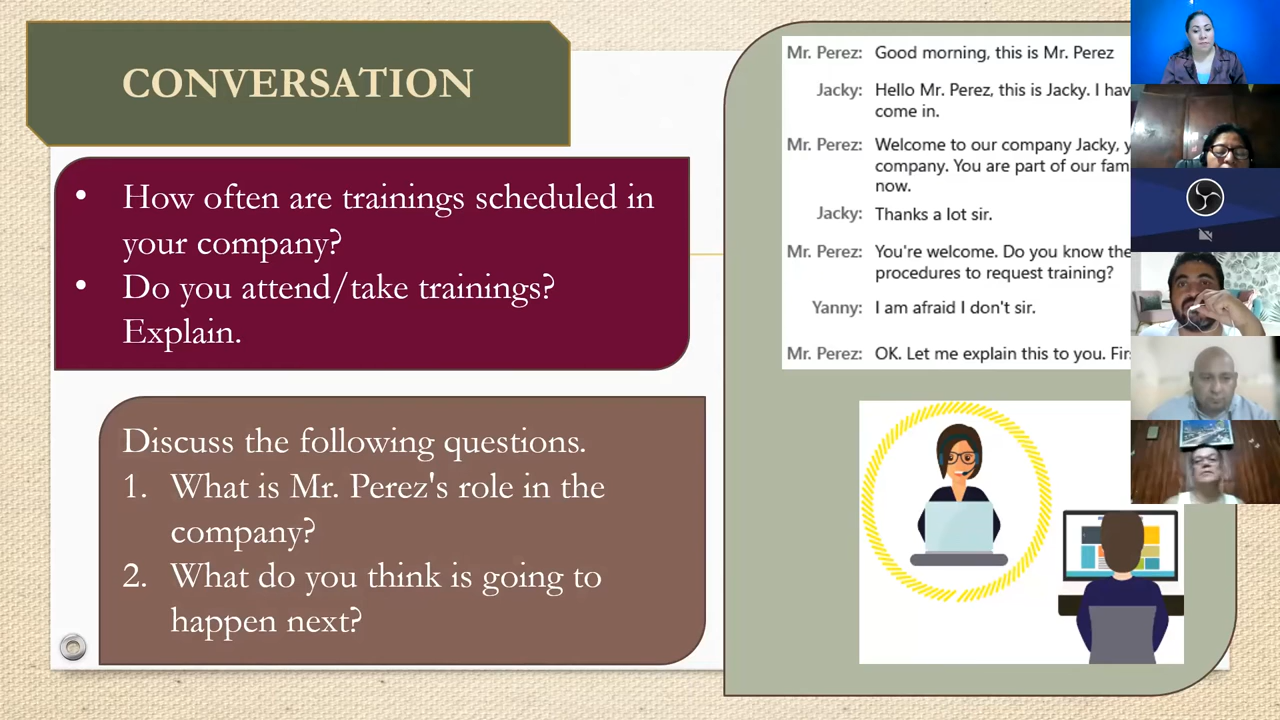 CONVERSATION
• How often are trainings scheduled in
your company?
• Do you attend/take trainings?
Explain.
Discuss the following questions.
1. What is Mr. Perez's role in the
company?
2. What do you think is going to
happen next?
Mr. Perez: Good morning, this is Mr. Perez
Jacky: Hello Mr. Perez, this is Jacky. I
come in.
Mr. Perez: Welcome to our company Jacky,
company. You are part of our
now.
Jacky: Thanks a lot sir.
Mr. Perez: You're welcome. Do you know the
procedures to request training?
Yanny: I am afraid I don't sir.
Mr. Perez: OK. Let me explain this to you.